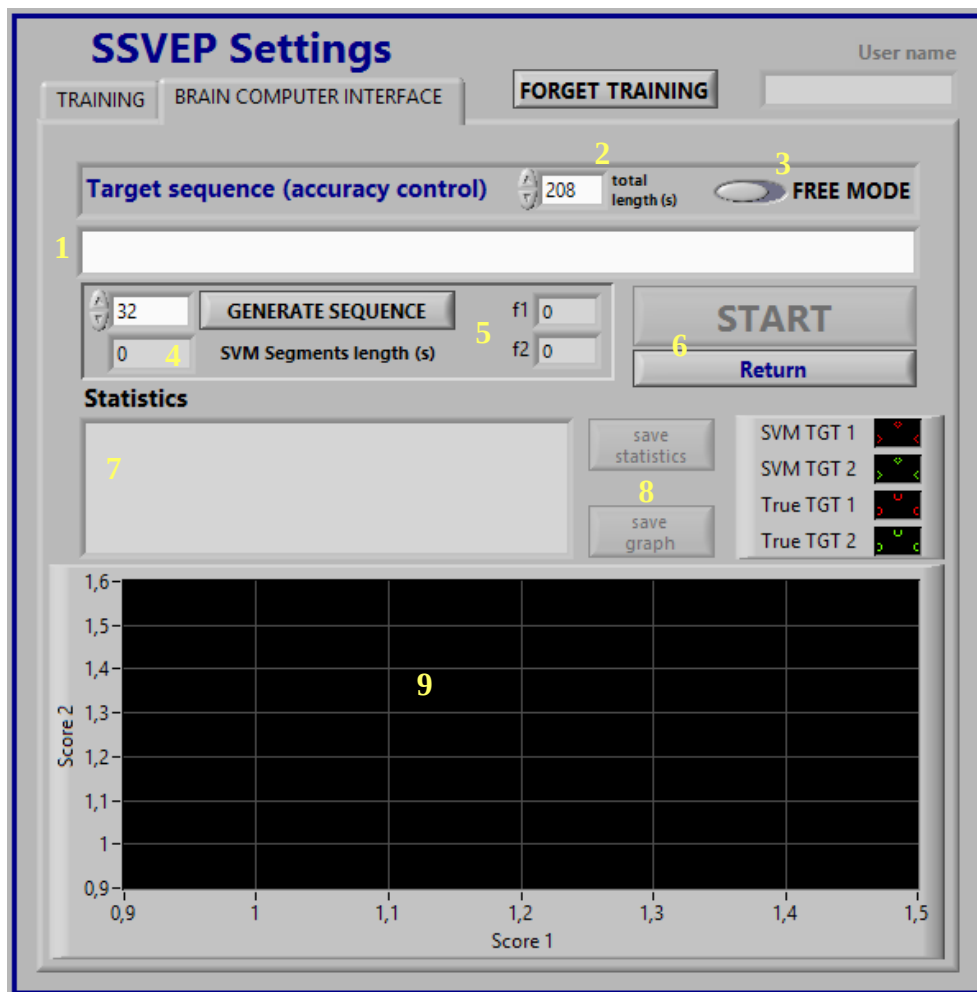 SSVEP Settings
User name
TRAINING
BRAIN COMPUTER INTERFACE
FORGET TRAINING
2
3
Target sequence (accuracy control)
208
total
length (s)
FREE MODE
1
32
GENERATE SEQUENCE
f1 0
START
0
4
SVM Segments length (s)
5
f2 0
6
Return
Statistics
7
save
statistics
8
save
graph
SVM TGT 1
SVM TGT 2
True TGT 1
True TGT 2
1,6
1,5
1,4
1,3
1,2
1,1
1
0,9
Score 2
9
0,9 1 1,1 1,2 1,3 1,4 1,5
Score 1